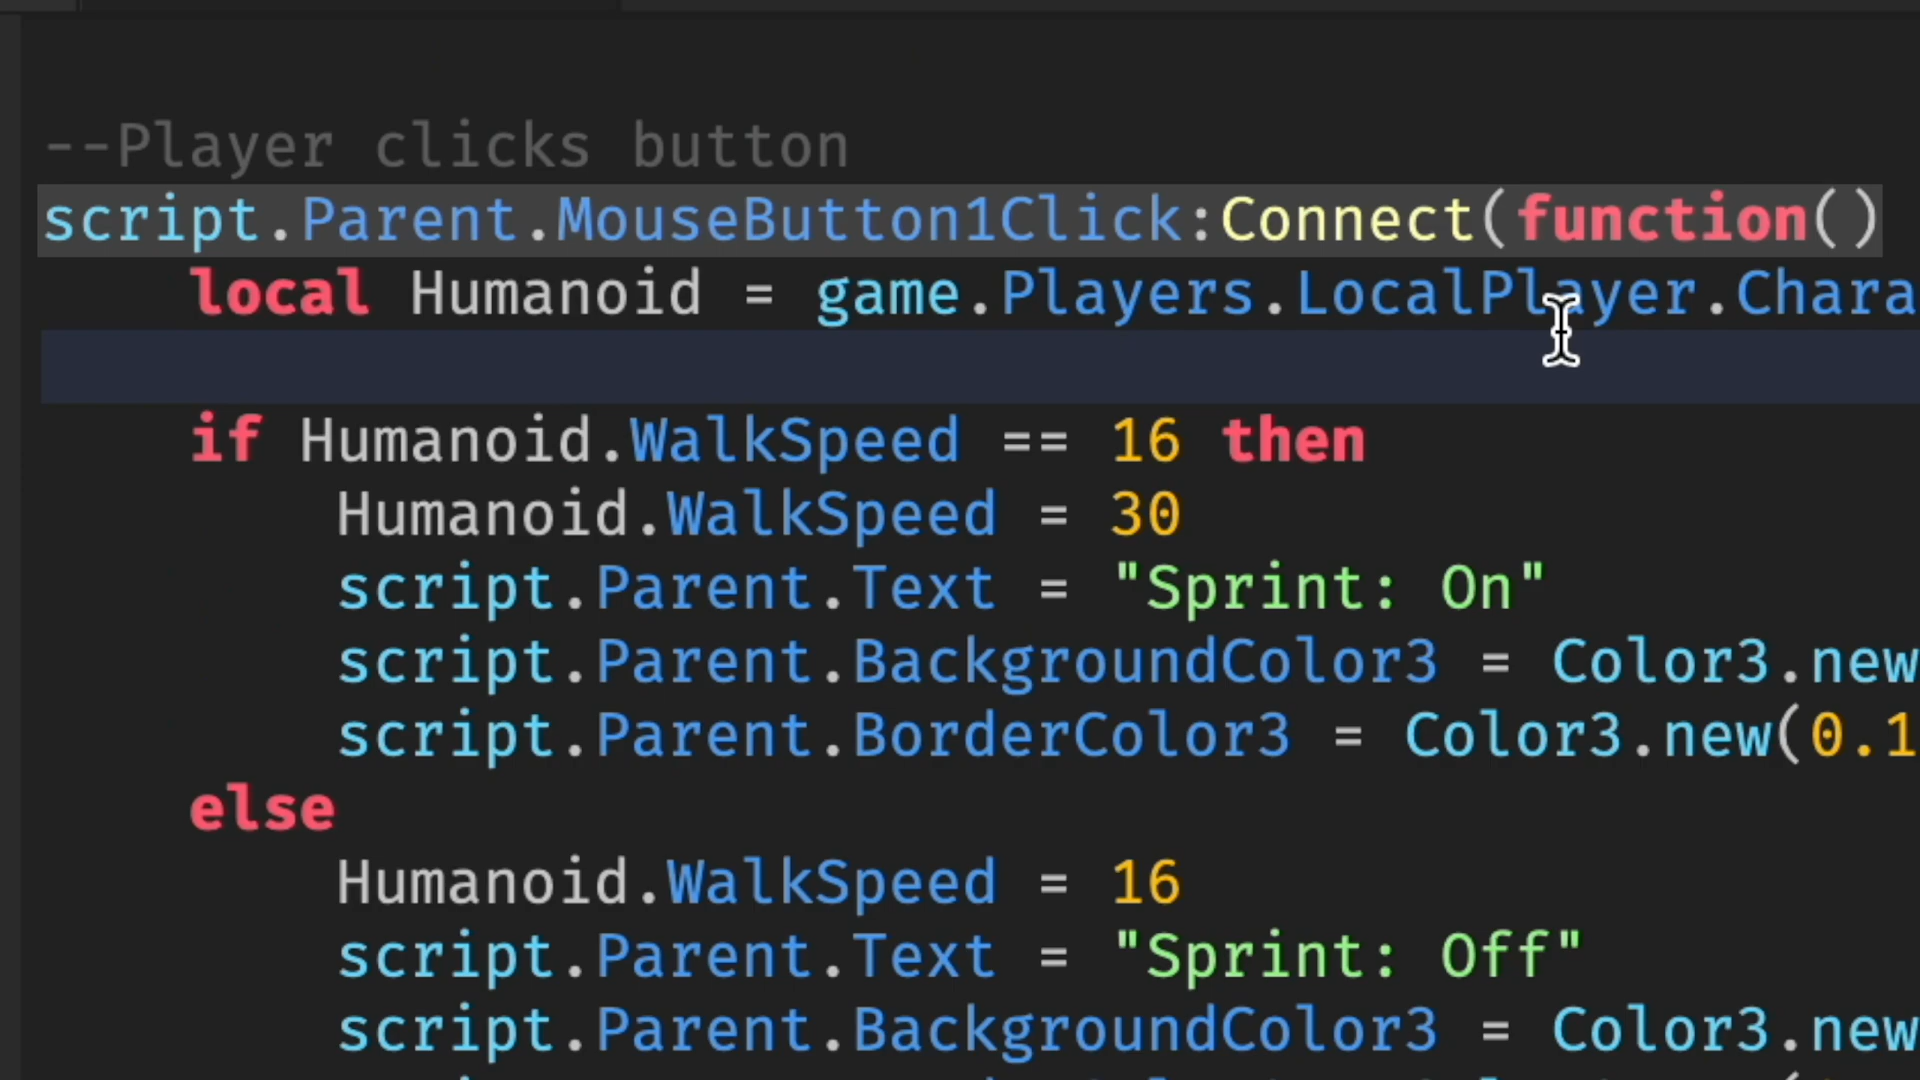 --Player clicks button
script.Parent.MouseButton1Click:Connect(function()
local Humanoid = game.Players.LocalPlayer.Chara
if Humanoid.WalkSpeed == 16 then
Humanoid.WalkSpeed = 30
script.Parent.Text = "Sprint: On"
script.Parent.BackgroundColor3 = Color3.new
script.Parent.BorderColor3 = Color3.new(0.1
else
Humanoid.WalkSpeed = 16
script.Parent.Text = "Sprint: Off"
script.Parent.BackgroundColor3 = Color3.new